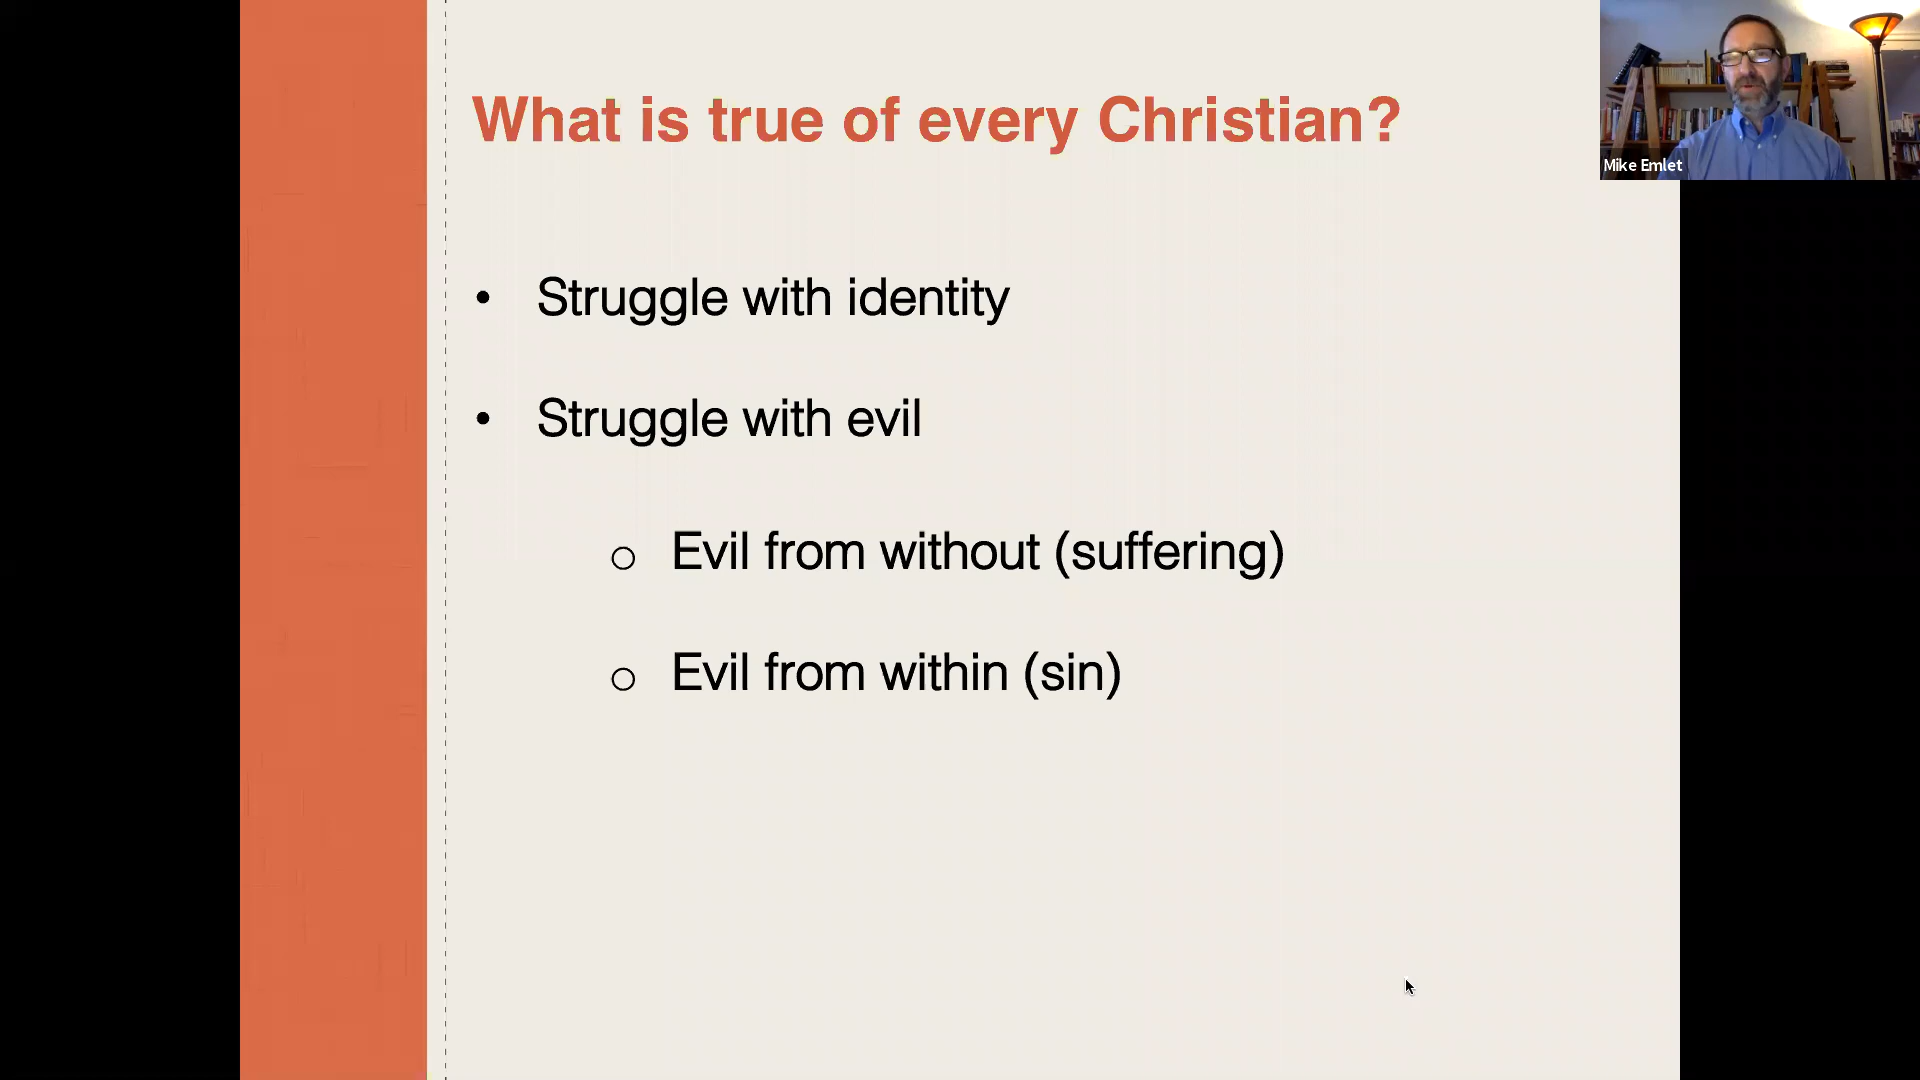 What is true of every Christian?
• Struggle with identity
• Struggle with evil
o Evil from without (suffering)
o Evil from within (sin)
Mike Emlet